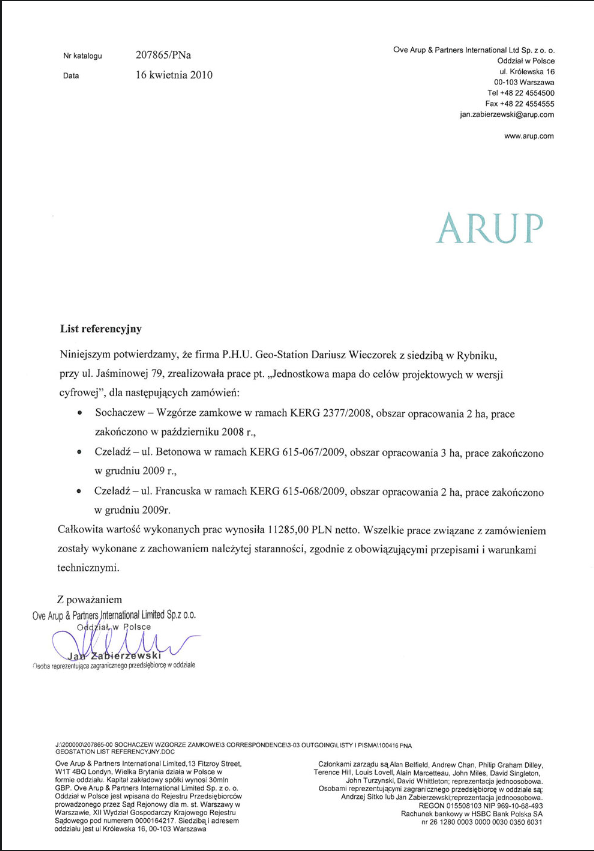 Nr katalogu 207865/PNa
Data 16 kwietnia 2010
Ove Arup & Partners International Ltd Sp. z o. o.
Oddział w Polsce
ul. Królewska 16
00-103 Warszawa
Tel +48 22 4554500
Fax +48 22 4554555
jan.zabierzewski@arup.com
www.arup.com
ARUP
List referencyjny
Niniejszym potwierdzamy, że firma P.H.U. Geo-Station Dariusz Wieczorek z siedzibą w Rybniku,
przy ul. Jaśminowej 79, zrealizowała prace pt. „Jednostkowa mapa do celów projektowych w wersji
cyfrowej”, dla następujących zamówień:
• Sochaczew – Wzgórze zamkowe w ramach KERG 2377/2008, obszar opracowania 2 ha, prace
zakończono w październiku 2008 r.,
• Czeladź – ul. Betonowa w ramach KERG 615-067/2009, obszar opracowania 3 ha, prace zakończono
w grudniu 2009 r.,
• Czeladź – ul. Francuska w ramach KERG 615-068/2009, obszar opracowania 2 ha, prace zakończono
w grudniu 2009r.
Całkowita wartość wykonanych prac wynosiła 11285,00 PLN netto. Wszelkie prace związane z zamówieniem
zostały wykonane z zachowaniem należytej staranności, zgodnie z obowiązującymi przepisami i warunkami
technicznymi.
Z poważaniem
Ove Arup & Partners International Limited Sp.z o.o.
Oddział w Polsce
Jan Zabierzewski
Osoba reprezentująca zagranicznego przedsiębiorcę w oddziale
J:\200000\207865-00 SOCHACZEW WZGORZE ZAMKOWE\3 CORRESPONDENCE\3-03 OUTGOING\LISTY I PISMA\100416 PNA
GEOSTATION LIST REFERENCYJNY.DOC
Ove Arup & Partners International Limited,13 Fitzroy Street,
W1T 4BQ Londyn, Wielka Brytania działa w Polsce w
formie oddziału. Kapitał zakładowy spółki wynosi 30mln
GBP. Ove Arup & Partners International Limited Sp. z o. o.
Oddział w Polsce jest wpisana do Rejestru Przedsiębiorców
prowadzonego przez Sąd Rejonowy dla m. st. Warszawy w
Warszawie, XII Wydział Gospodarczy Krajowego Rejestru
Sądowego pod numerem 0000164217. Siedzibą i adresem
oddziału jest ul Królewska 16, 00-103 Warszawa
Członkami zarządu są Alan Belfield, Andrew Chan, Philip Graham Dilley,
Terence Hill, Louis Lovell, Alain Marcetteau, John Miles, David Singleton,
John Turzynski, David Whittleton; reprezentacja jednoosobowa.
Osobami reprezentującymi zagranicznego przedsiębiorcę w oddziale są:
Andrzej Sitko lub Jan Zabierzewski;reprezentacja jednoosobowa.
REGON 015508103 NIP 969-10-68-493
Rachunek bankowy w HSBC Bank Polska SA
nr 26 1280 0003 0000 0030 0350 6031